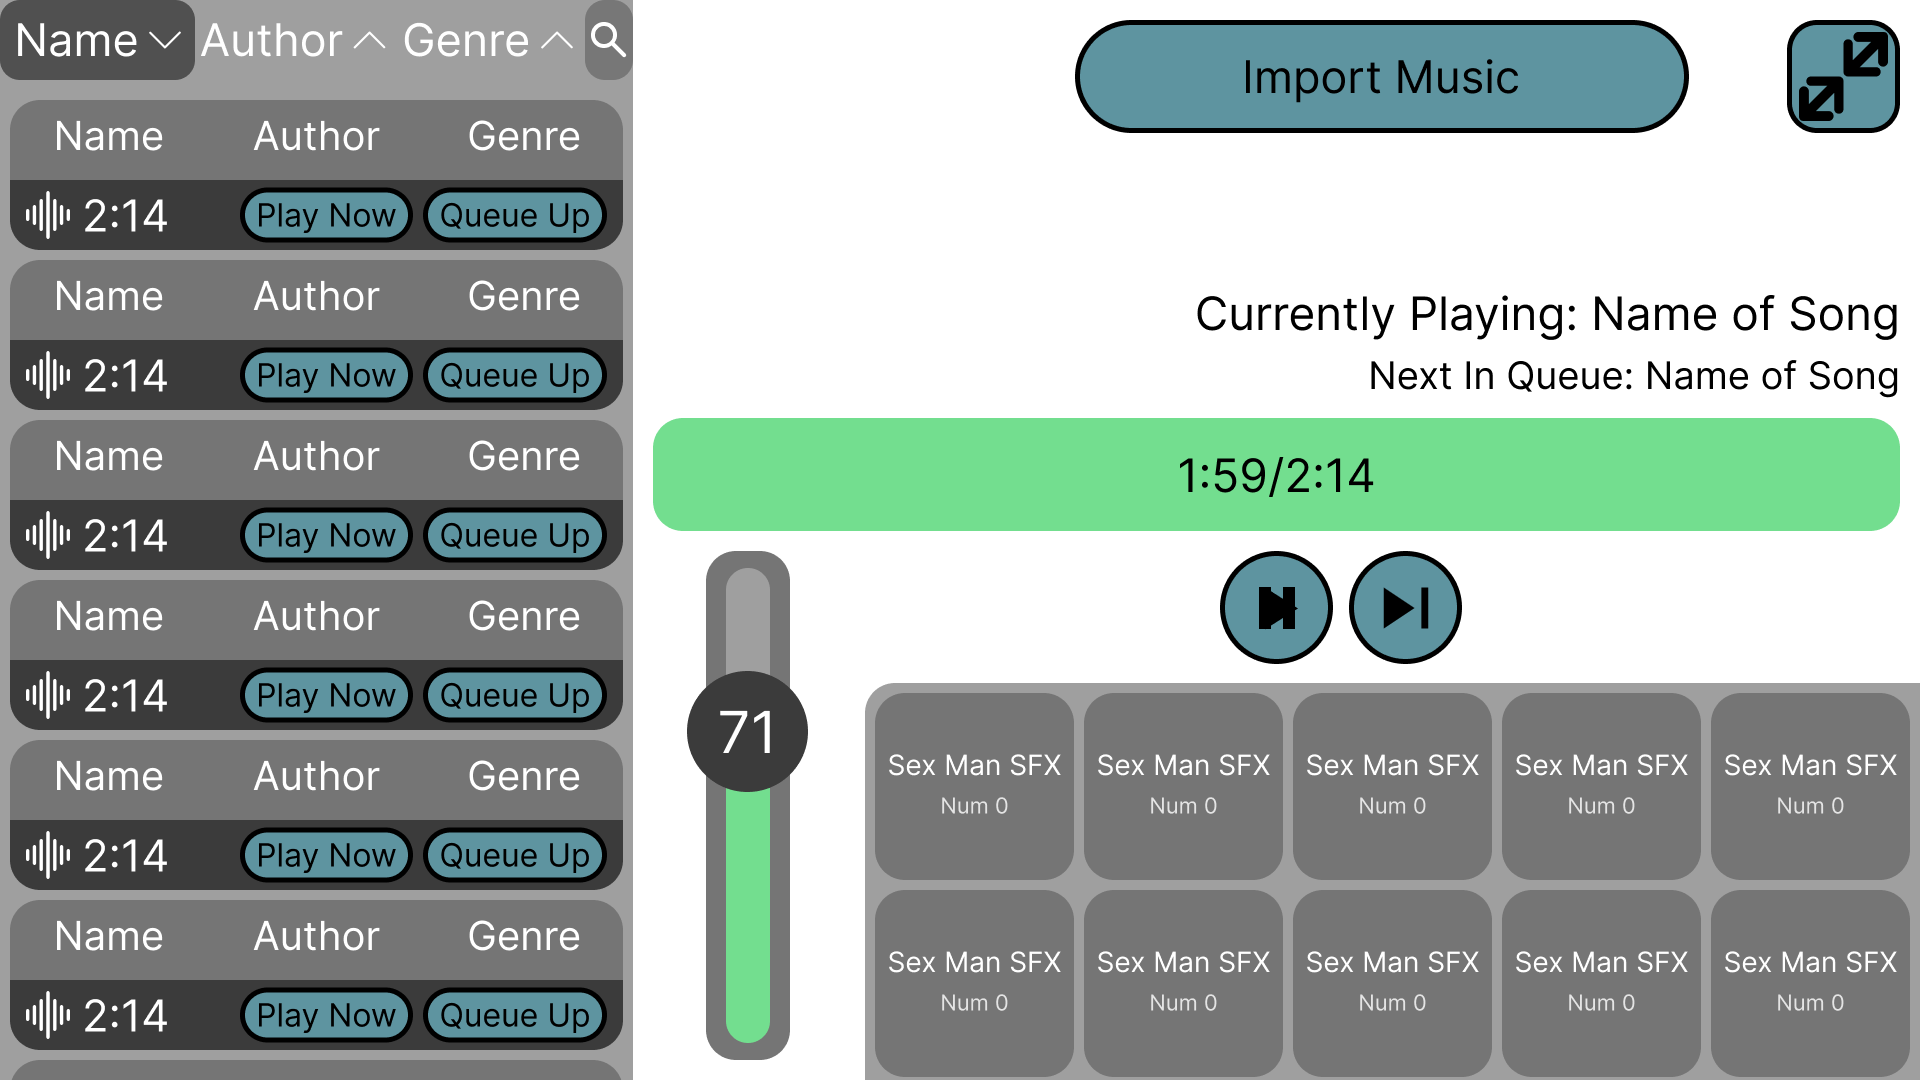 Name Author Genre
Name Author Genre
2:14 Play Now Queue Up
Name Author Genre
2:14 Play Now Queue Up
Name Author Genre
2:14 Play Now Queue Up
Name Author Genre
2:14 Play Now Queue Up
Name Author Genre
2:14 Play Now Queue Up
Name Author Genre
2:14 Play Now Queue Up
Import Music
Currently Playing: Name of Song
Next In Queue: Name of Song
1:59/2:14
71
Sex Man SFX Sex Man SFX Sex Man SFX Sex Man SFX Sex Man SFX
Num 0 Num 0 Num 0 Num 0 Num 0
Sex Man SFX Sex Man SFX Sex Man SFX Sex Man SFX Sex Man SFX
Num 0 Num 0 Num 0 Num 0 Num 0